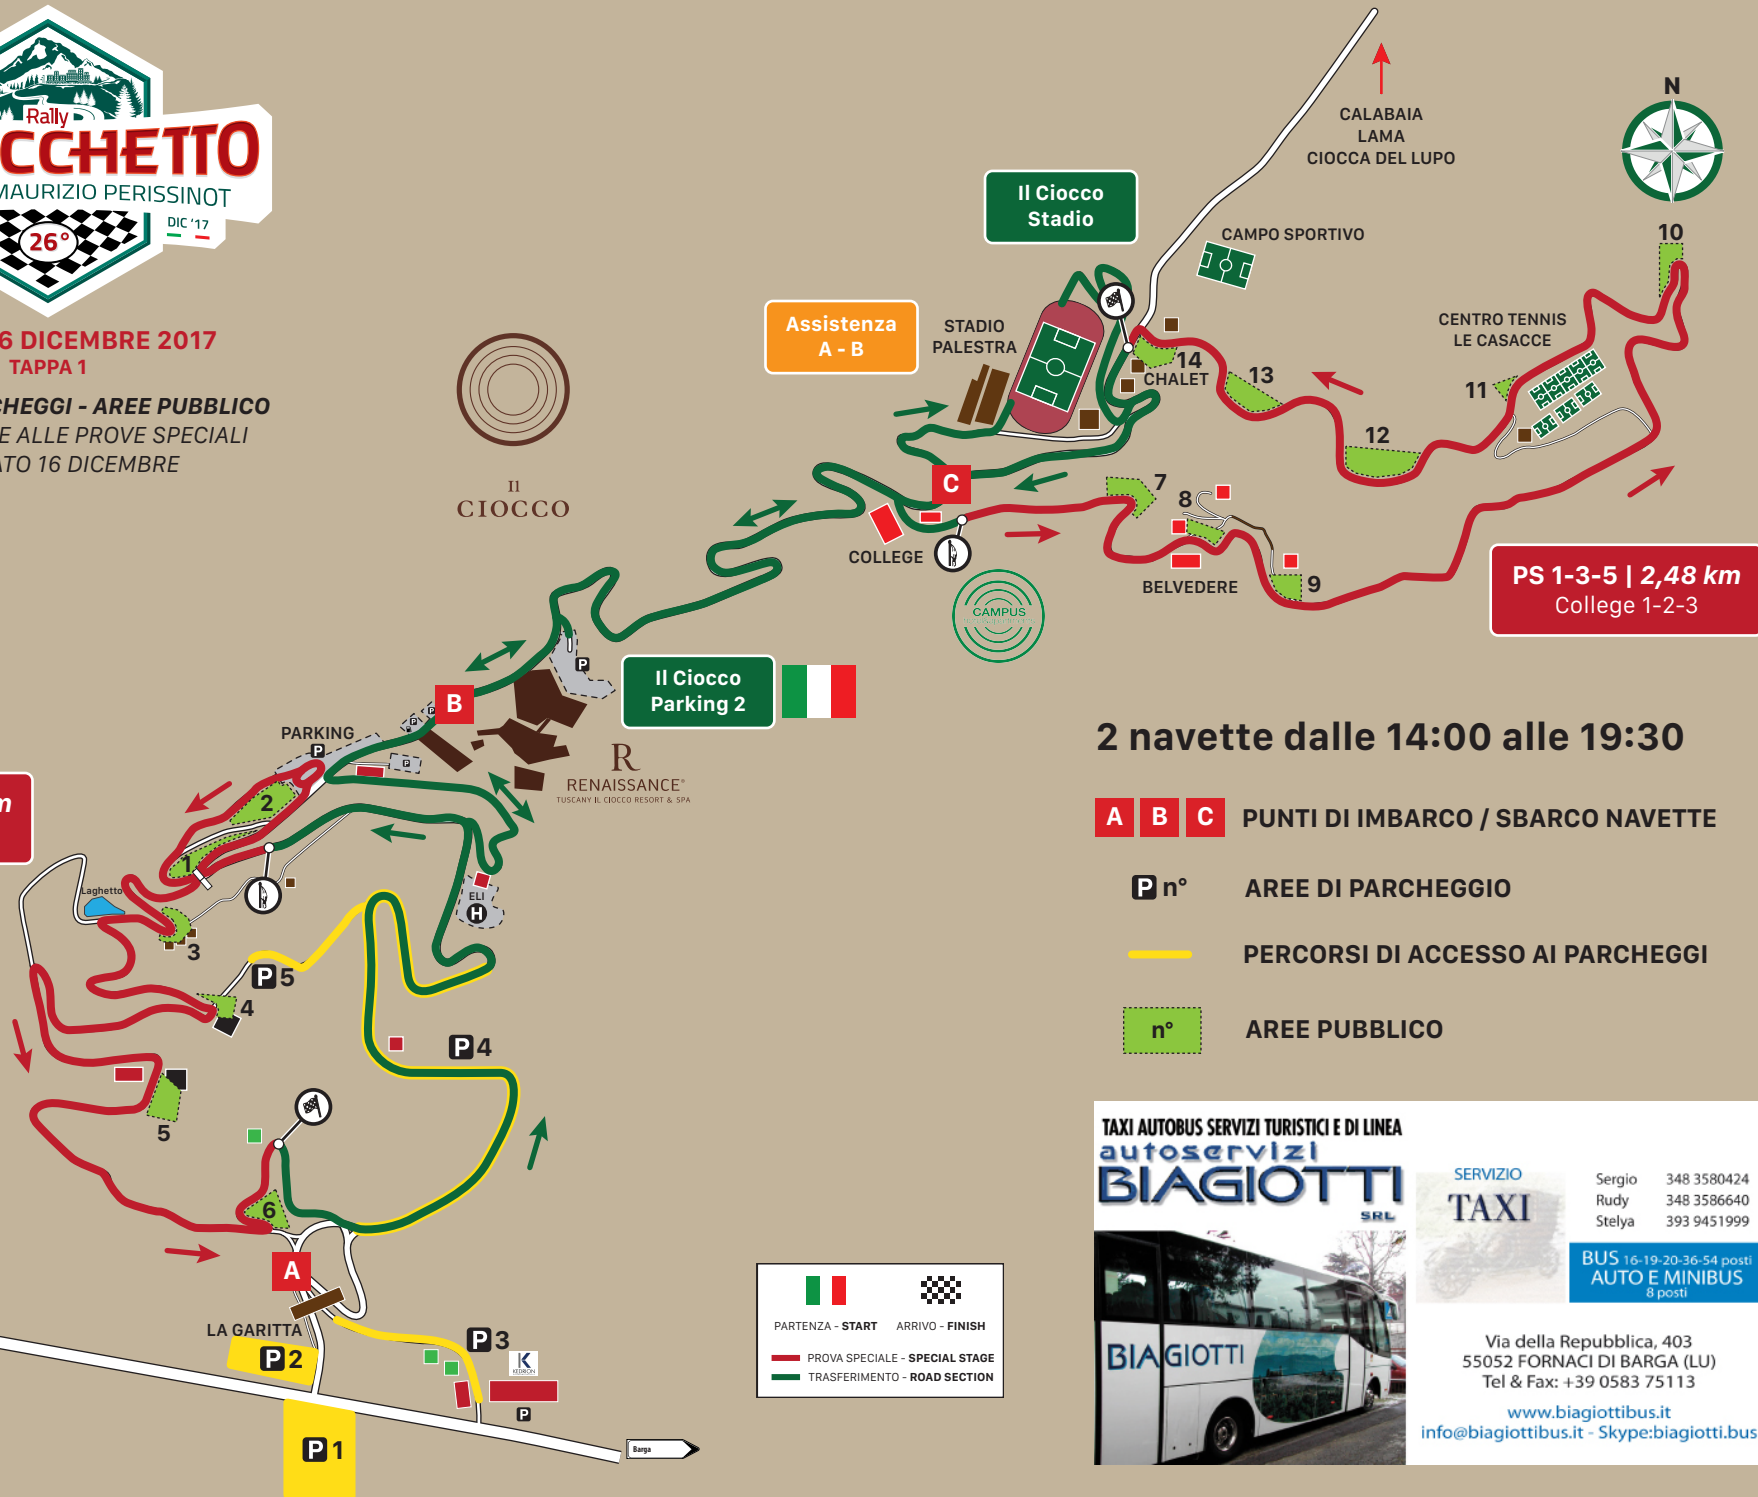 Rally
CCHETTO
MAURIZIO PERISSINOT
DIC '17
26°
6 DICEMBRE 2017
TAPPA 1
CHEGGI - AREE PUBBLICO
E ALLE PROVE SPECIALI
ATO 16 DICEMBRE
Il
CIOCCO
CALABAIA
LAMA
CIOCCA DEL LUPO
N
Il Ciocco
Stadio
CAMPO SPORTIVO
Assistenza
A - B
STADIO
PALESTRA
14
CHALET
13
12
11
10
CENTRO TENNIS
LE CASACCE
C
COLLEGE
7
8
BELVEDERE
9
CAMPUS
PS 1-3-5 | 2,48 km
College 1-2-3
P
Il Ciocco
Parking 2
B
P
P
PARKING
P
P
R
RENAISSANCE®
TUSCANY IL CIOCCO RESORT & SPA
m
2
1
Laghetto
3
ELI
H
P 5
4
P 4
5
6
A
LA GARITTA
P 2
P 3
K
KEDRION
P
P 1
Barga
2 navette dalle 14:00 alle 19:30
A B C PUNTI DI IMBARCO / SBARCO NAVETTE
P n° AREE DI PARCHEGGIO
PERCORSI DI ACCESSO AI PARCHEGGI
n° AREE PUBBLICO
PARTENZA - START ARRIVO - FINISH
PROVA SPECIALE - SPECIAL STAGE
TRASFERIMENTO - ROAD SECTION
TAXI AUTOBUS SERVIZI TURISTICI E DI LINEA
autoservizi
BIAGIOTTI
SRL
BIAGIOTTI
SERVIZIO
TAXI
Sergio 348 3580424
Rudy 348 3586640
Stelya 393 9451999
BUS 16-19-20-36-54 posti
AUTO E MINIBUS
8 posti
Via della Repubblica, 403
55052 FORNACI DI BARGA (LU)
Tel & Fax: +39 0583 75113
www.biagiottibus.it
info@biagiottibus.it - Skype:biagiotti.bus